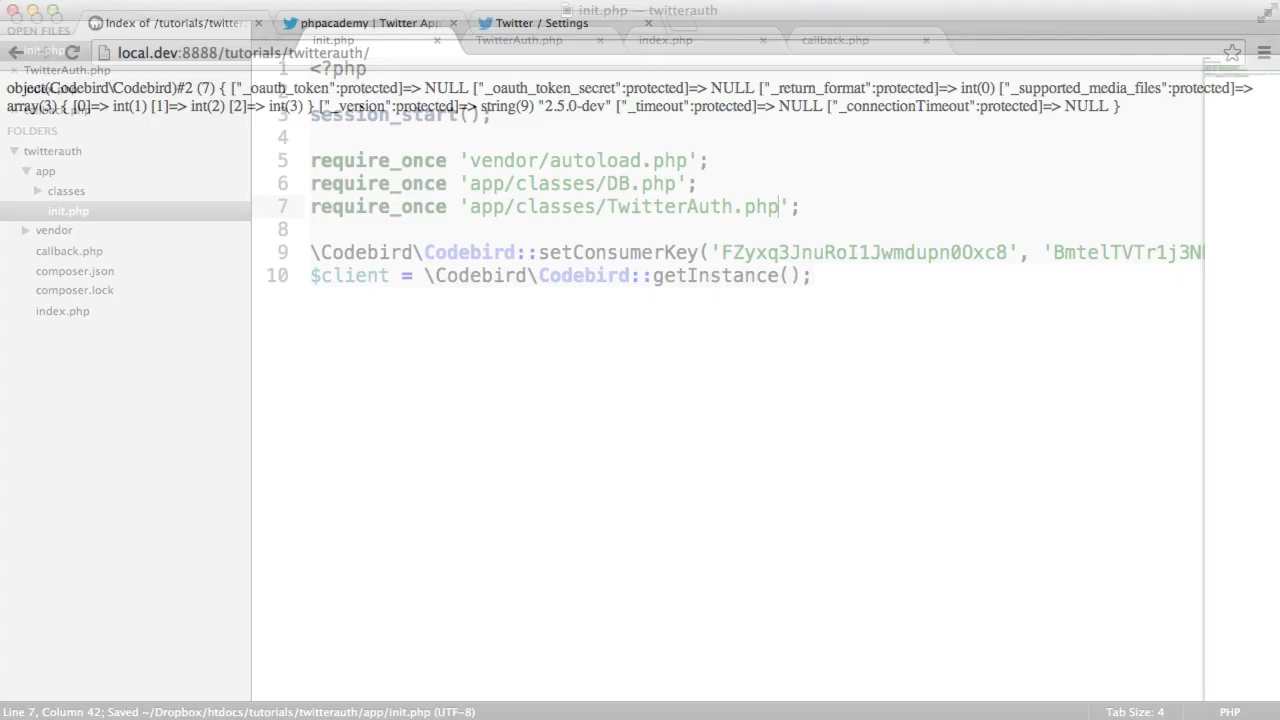 init.php — twitterauth
Index of /tutorials/twitter.
phpacademy | Twitter App
Twitter / Settings
OPEN FILES
init.php
TwitterAuth.php
index.php
callback.php
init.php
local.dev:8888/tutorials/twitterauth/
TwitterAuth.php
object(Codebird\Codebird)#2 (7) { ["_oauth_token":protected]=> NULL ["_oauth_token_secret":protected]=> NULL ["_return_format":protected]=> int(0) ["_supported_media_files":protected]=>
array(3) { [0]=> int(1) [1]=> int(2) [2]=> int(3) } ["_version":protected]=> string(9) "2.5.0-dev" ["_timeout":protected]=> NULL ["_connectionTimeout":protected]=> NULL }
FOLDERS
twitterauth
app
classes
init.php
vendor
callback.php
composer.json
composer.lock
index.php
1 <?php
3 session_start();
4
5 require_once 'vendor/autoload.php';
6 require_once 'app/classes/DB.php';
7 require_once 'app/classes/TwitterAuth.php';
8
9 \Codebird\Codebird::setConsumerKey('FZyxq3JnuRoI1Jwmdupn0Oxc8', 'BmtelTVTr1j3N
10 $client = \Codebird\Codebird::getInstance();
Line 7, Column 42; Saved ~/Dropbox/htdocs/tutorials/twitterauth/app/init.php (UTF-8)
Tab Size: 4
PHP